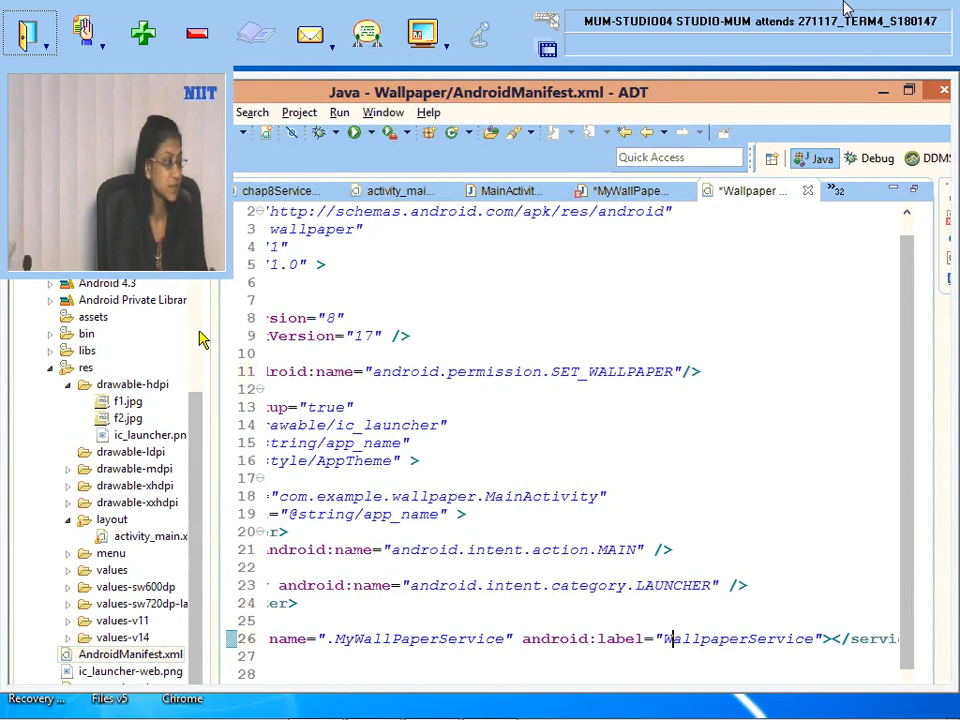 MUM-STUDIO04 STUDIO-MUM attends 271117_TERM4_S180147
NIIT
Java - Wallpaper/AndroidManifest.xml - ADT
Search Project Run Window Help
Quick Access
Java
Debug
DDMS
chap8Service...
activity_mai...
MainActivit...
*MyWallPape...
*Wallpaper ...
»32
Android 4.3
Android Private Librar
assets
bin
libs
res
drawable-hdpi
f1.jpg
f2.jpg
ic_launcher.pn
drawable-ldpi
drawable-mdpi
drawable-xhdpi
drawable-xxhdpi
layout
activity_main.x
menu
values
values-sw600dp
values-sw720dp-la
values-v11
values-v14
AndroidManifest.xml
ic_launcher-web.png
2 "http://schemas.android.com/apk/res/android"
3 wallpaper"
4 "1"
5 "1.0" >
6
7
8 rsion="8"
9 Version="17" />
10
11 droid:name="android.permission.SET_WALLPAPER"/>
12
13 kup="true"
14 rawable/ic_launcher"
15 string/app_name"
16 style/AppTheme" >
17
18 ="com.example.wallpaper.MainActivity"
19 ="@string/app_name" >
20 er>
21 android:name="android.intent.action.MAIN" />
22
23 y android:name="android.intent.category.LAUNCHER" />
24 ter>
25
26 name=".MyWallPaperService" android:label="WallpaperService"></servi
27
28
Recovery ... Files v5 Chrome